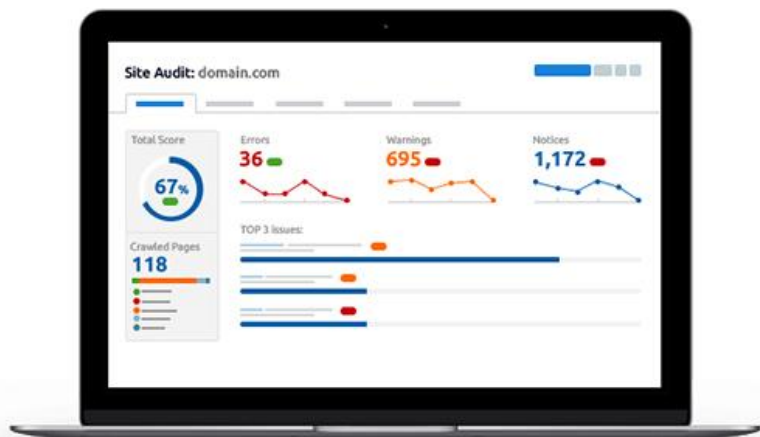 Site Audit: domain.com
Total Score
67%
Errors
36
Warnings
695
Notices
1,172
TOP 3 issues:
Crawled Pages
118